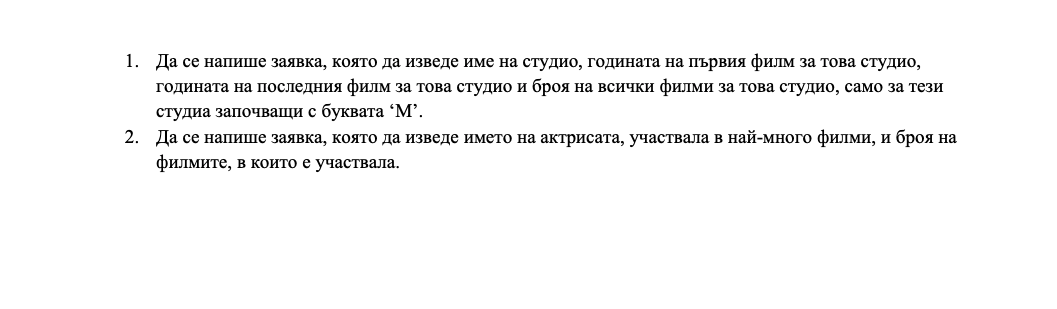 1. Да се напише заявка, която да изведе име на студио, годината на първия филм за това студио,
годината на последния филм за това студио и броя на всички филми за това студио, само за тези
студиа започващи с буквата ‘М’.
2. Да се напише заявка, която да изведе името на актрисата, участвала в най-много филми, и броя на
филмите, в които е участвала.